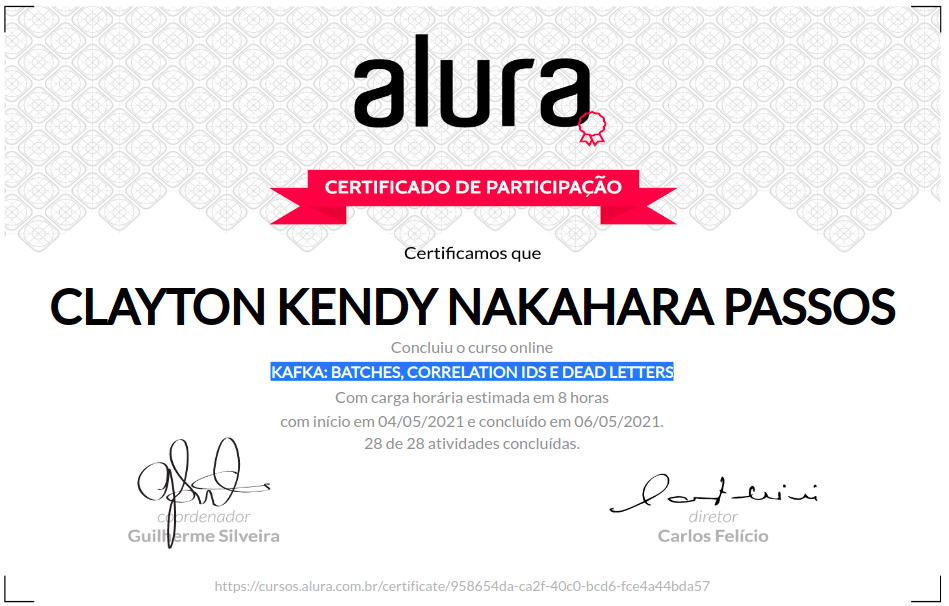 alura
CERTIFICADO DE PARTICIPAÇÃO
Certificamos que
CLAYTON KENDY NAKAHARA PASSOS
Concluiu o curso online
KAFKA: BATCHES, CORRELATION IDS E DEAD LETTERS
Com carga horária estimada em 8 horas
com início em 04/05/2021 e concluído em 06/05/2021.
28 de 28 atividades concluídas.
coordenador
Guilherme Silveira
diretor
Carlos Felício
https://cursos.alura.com.br/certificate/958654da-ca2f-40c0-bcd6-fce4a44bda57